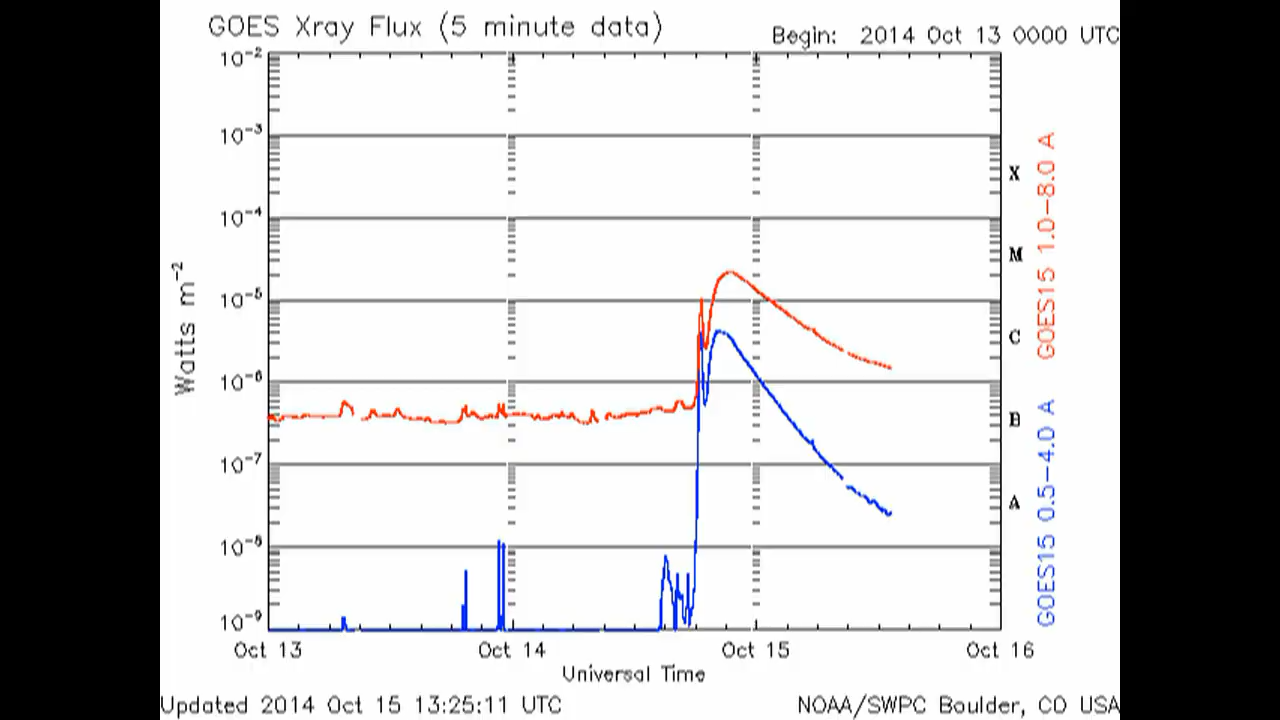 GOES Xray Flux (5 minute data)
Begin: 2014 Oct 13 0000 UTC
10^-2
10^-3
10^-4
10^-5
10^-6
10^-7
10^-8
10^-9
Watts m^-2
X
M
C
B
A
GOES15 1.0-8.0 A
GOES15 0.5-4.0 A
Oct 13 Oct 14 Oct 15 Oct 16
Universal Time
Updated 2014 Oct 15 13:25:11 UTC
NOAA/SWPC Boulder, CO USA